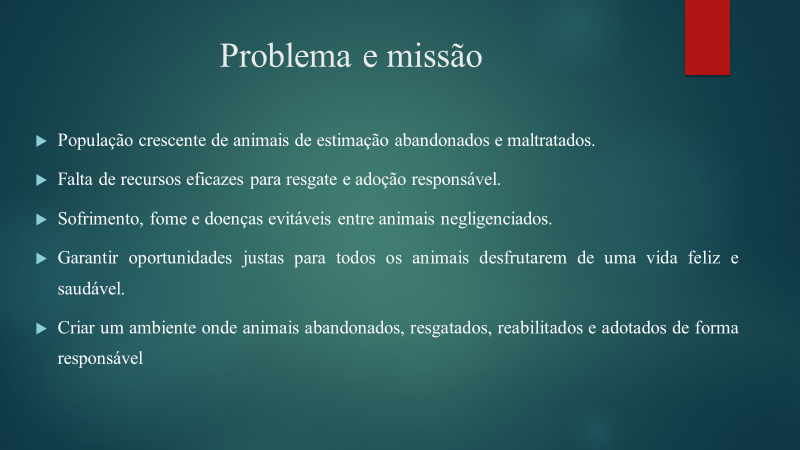 Problema e missão
População crescente de animais de estimação abandonados e maltratados.
Falta de recursos eficazes para resgate e adoção responsável.
Sofrimento, fome e doenças evitáveis entre animais negligenciados.
Garantir oportunidades justas para todos os animais desfrutarem de uma vida feliz e
saudável.
Criar um ambiente onde animais abandonados, resgatados, reabilitados e adotados de forma
responsável